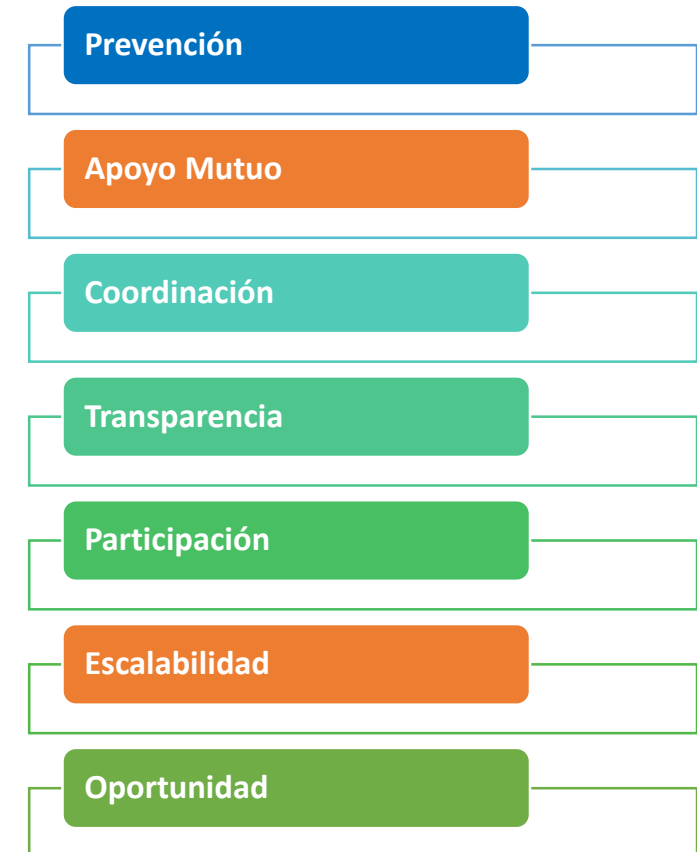 Prevención
Apoyo Mutuo
Coordinación
Transparencia
Participación
Escalabilidad
Oportunidad